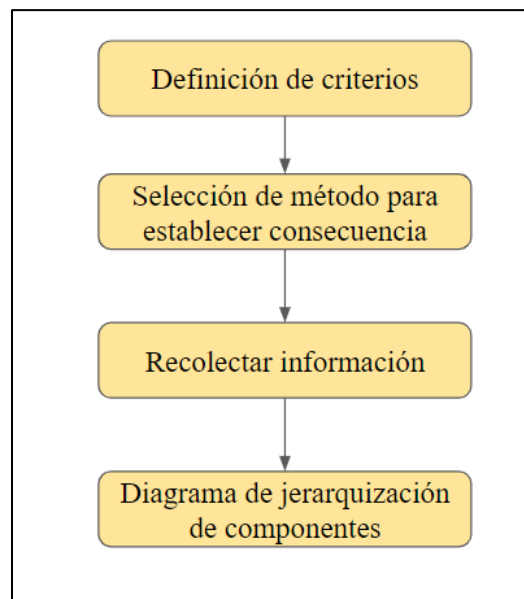 Definición de criterios
Selección de método para
establecer consecuencia
Recolectar información
Diagrama de jerarquización
de componentes